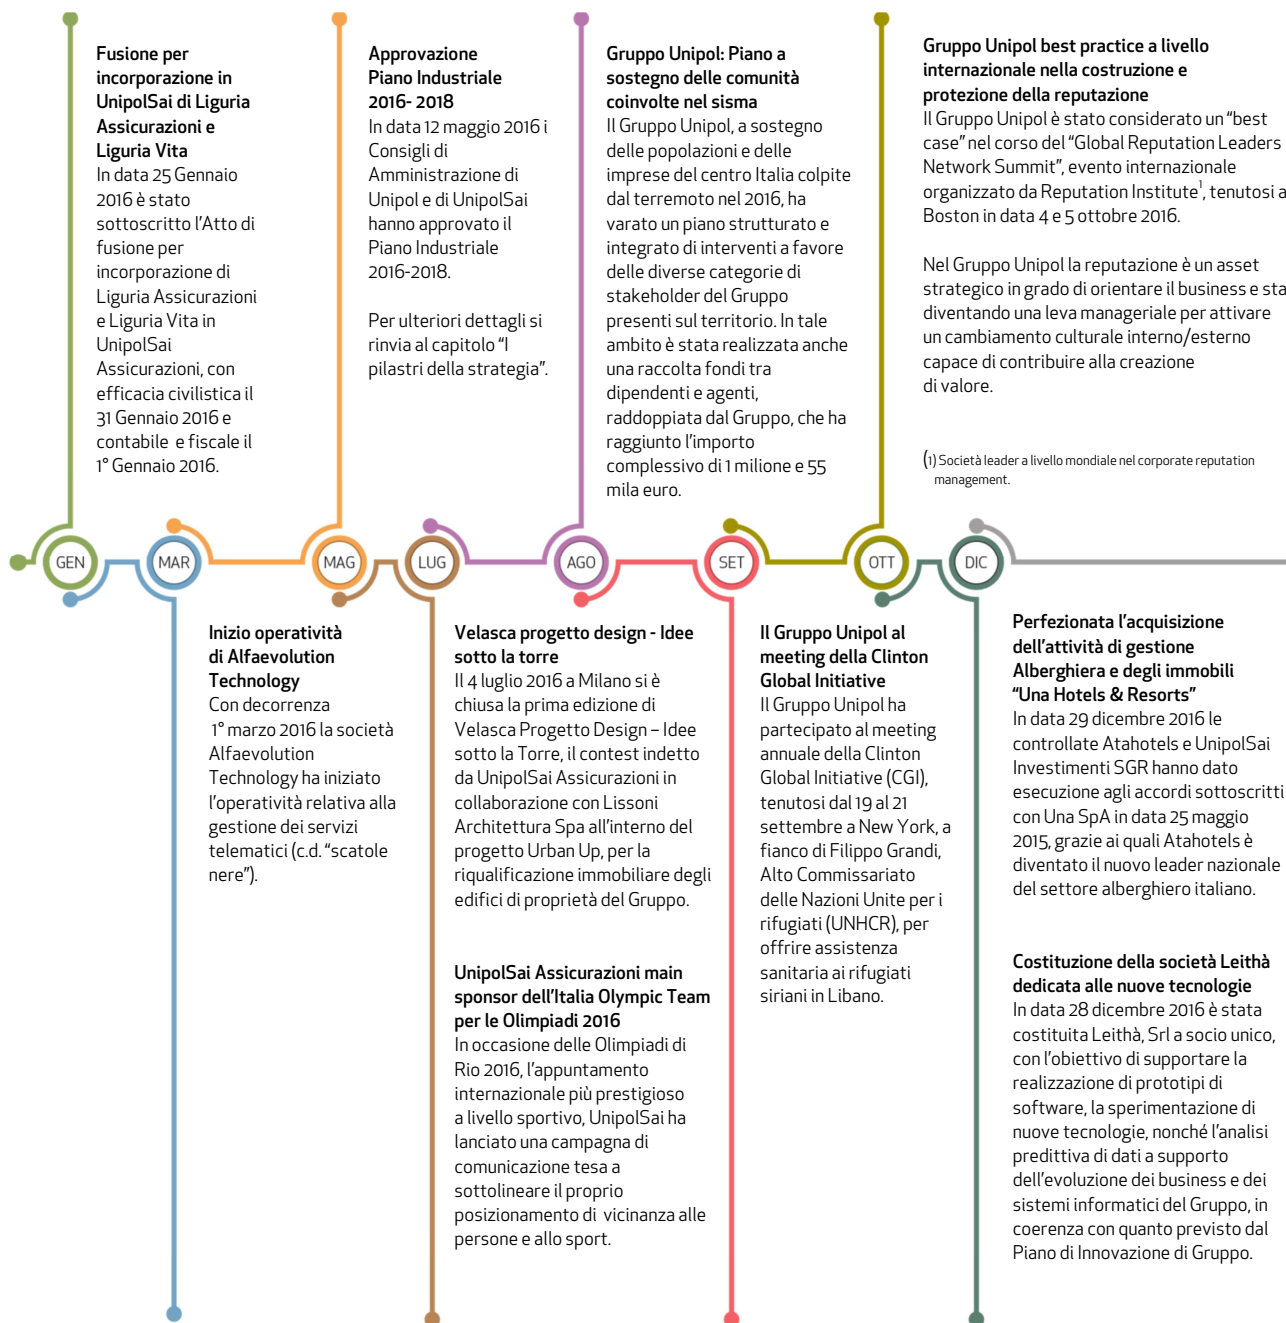 Fusione per
incorporazione in
UnipolSai di Liguria
Assicurazioni e
Liguria Vita
In data 25 Gennaio
2016 è stato
sottoscritto l'Atto di
fusione per
incorporazione di
Liguria Assicurazioni
e Liguria Vita in
UnipolSai
Assicurazioni, con
efficacia civilistica il
31 Gennaio 2016 e
contabile e fiscale il
1° Gennaio 2016.
Approvazione
Piano Industriale
2016- 2018
In data 12 maggio 2016 i
Consigli di
Amministrazione di
Unipol e di UnipolSai
hanno approvato il
Piano Industriale
2016-2018.
Per ulteriori dettagli si
rinvia al capitolo "I
pilastri della strategia".
Gruppo Unipol: Piano a
sostegno delle comunità
coinvolte nel sisma
Il Gruppo Unipol, a sostegno
delle popolazioni e delle
imprese del centro Italia colpite
dal terremoto nel 2016, ha
varato un piano strutturato e
integrato di interventi a favore
delle diverse categorie di
stakeholder del Gruppo
presenti sul territorio. In tale
ambito è stata realizzata anche
una raccolta fondi tra
dipendenti e agenti,
raddoppiata dal Gruppo, che ha
raggiunto l'importo
complessivo di 1 milione e 55
mila euro.
Gruppo Unipol best practice a livello
internazionale nella costruzione e
protezione della reputazione
Il Gruppo Unipol è stato considerato un "best
case" nel corso del "Global Reputation Leaders
Network Summit", evento internazionale
organizzato da Reputation Institute¹, tenutosi a
Boston in data 4 e 5 ottobre 2016.
Nel Gruppo Unipol la reputazione è un asset
strategico in grado di orientare il business e sta
diventando una leva manageriale per attivare
un cambiamento culturale interno/esterno
capace di contribuire alla creazione
di valore.
(1) Società leader a livello mondiale nel corporate reputation
management.
GEN MAR MAG LUG AGO SET OTT DIC
Inizio operatività
di Alfaevolution
Technology
Con decorrenza
1° marzo 2016 la società
Alfaevolution
Technology ha iniziato
l'operatività relativa alla
gestione dei servizi
telematici (c.d. "scatole
nere").
Velasca progetto design - Idee
sotto la torre
Il 4 luglio 2016 a Milano si è
chiusa la prima edizione di
Velasca Progetto Design – Idee
sotto la Torre, il contest indetto
da UnipolSai Assicurazioni in
collaborazione con Lissoni
Architettura Spa all'interno del
progetto Urban Up, per la
riqualificazione immobiliare degli
edifici di proprietà del Gruppo.
UnipolSai Assicurazioni main
sponsor dell'Italia Olympic Team
per le Olimpiadi 2016
In occasione delle Olimpiadi di
Rio 2016, l'appuntamento
internazionale più prestigioso
a livello sportivo, UnipolSai ha
lanciato una campagna di
comunicazione tesa a
sottolineare il proprio
posizionamento di vicinanza alle
persone e allo sport.
Il Gruppo Unipol al
meeting della Clinton
Global Initiative
Il Gruppo Unipol ha
partecipato al meeting
annuale della Clinton
Global Initiative (CGI),
tenutosi dal 19 al 21
settembre a New York, a
fianco di Filippo Grandi,
Alto Commissariato
delle Nazioni Unite per i
rifugiati (UNHCR), per
offrire assistenza
sanitaria ai rifugiati
siriani in Libano.
Perfezionata l'acquisizione
dell'attività di gestione
Alberghiera e degli immobili
"Una Hotels & Resorts"
In data 29 dicembre 2016 le
controllate Atahotels e UnipolSai
Investimenti SGR hanno dato
esecuzione agli accordi sottoscritti
con Una SpA in data 25 maggio
2015, grazie ai quali Atahotels è
diventato il nuovo leader nazionale
del settore alberghiero italiano.
Costituzione della società Leithà
dedicata alle nuove tecnologie
In data 28 dicembre 2016 è stata
costituita Leithà, Srl a socio unico,
con l'obiettivo di supportare la
realizzazione di prototipi di
software, la sperimentazione di
nuove tecnologie, nonché l'analisi
predittiva di dati a supporto
dell'evoluzione dei business e dei
sistemi informatici del Gruppo, in
coerenza con quanto previsto dal
Piano di Innovazione di Gruppo.